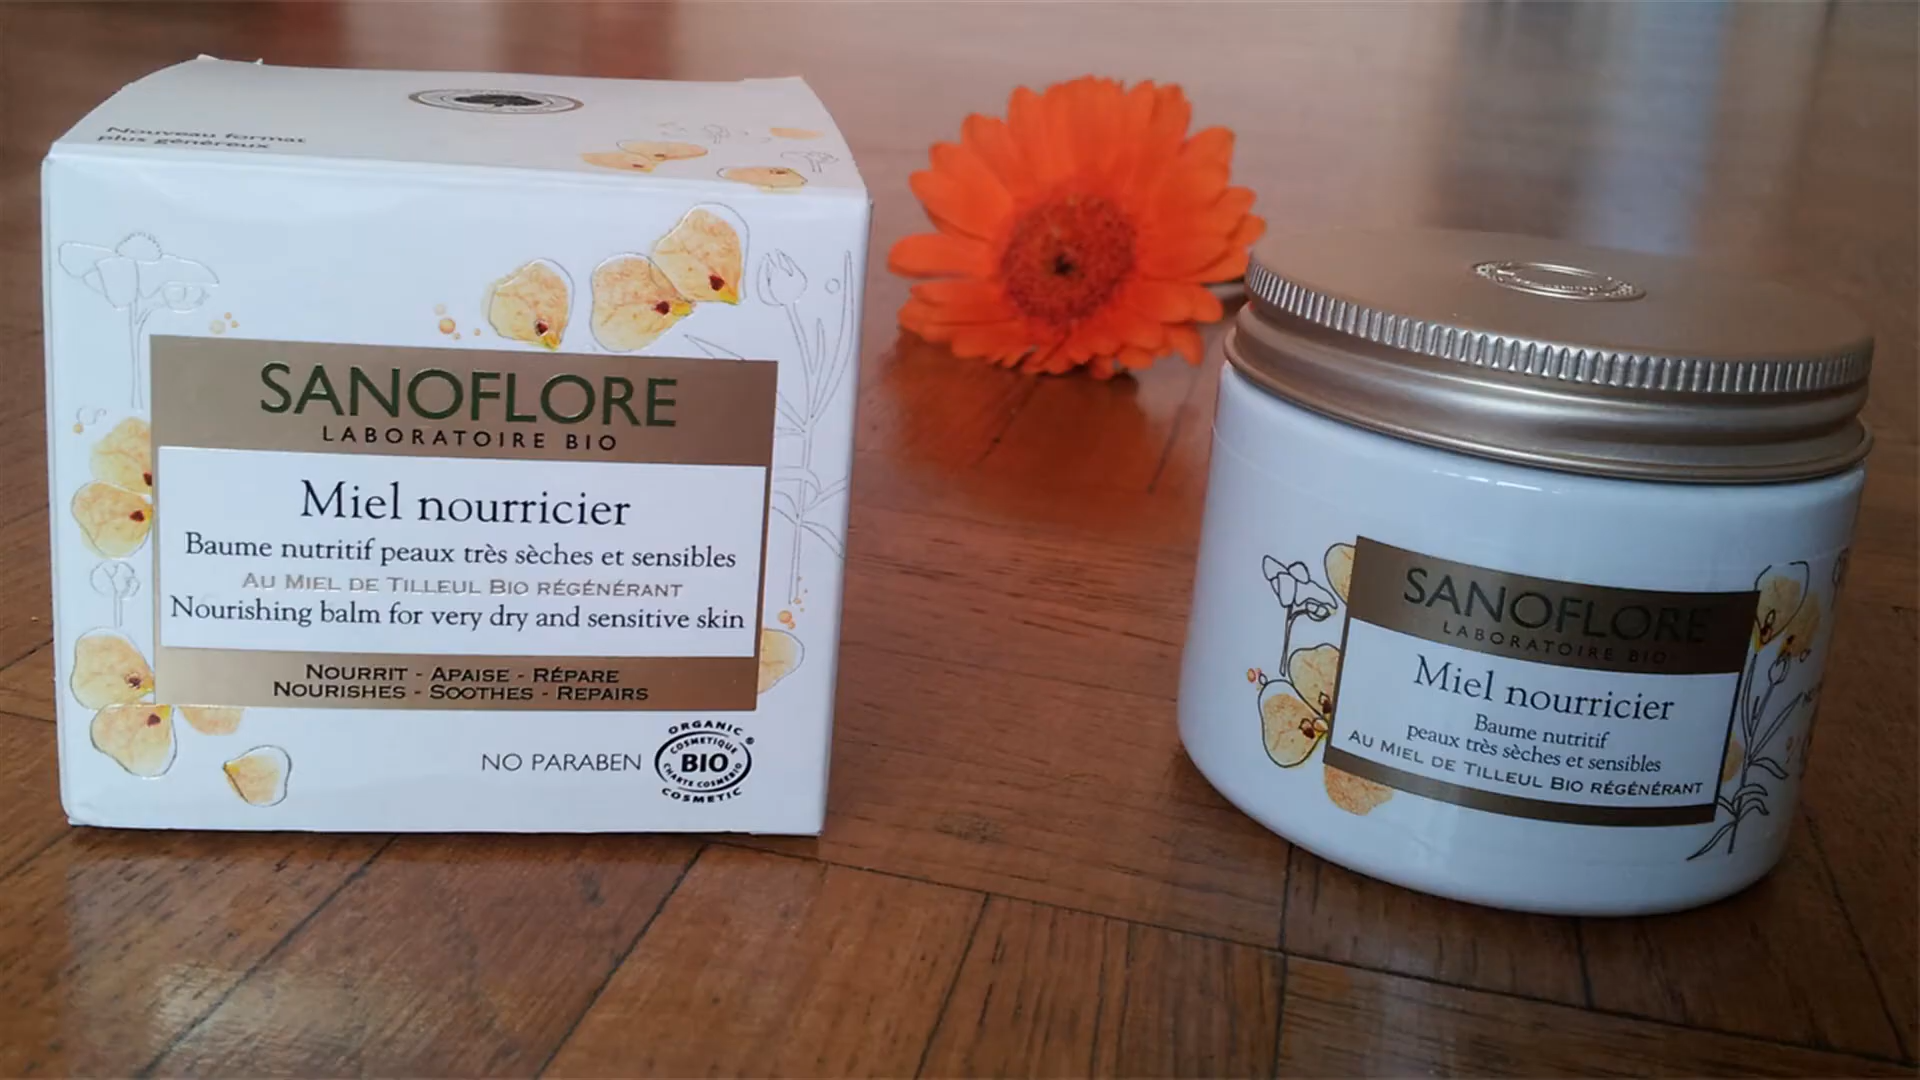 Nouveau format
plus généreux
SANOFLORE
LABORATOIRE BIO
Miel nourricier
Baume nutritif peaux très sèches et sensibles
AU MIEL DE TILLEUL BIO RÉGÉNÉRANT
Nourishing balm for very dry and sensitive skin
NOURRIT - APAISE - RÉPARE
NOURISHES - SOOTHES - REPAIRS
NO PARABEN
ORGANIC ®
COSMETIQUE
BIO
CHARTE COSMEBIO
COSMETIC
SANOFLORE
LABORATOIRE BIO
Miel nourricier
Baume nutritif
peaux très sèches et sensibles
AU MIEL DE TILLEUL BIO RÉGÉNÉRANT